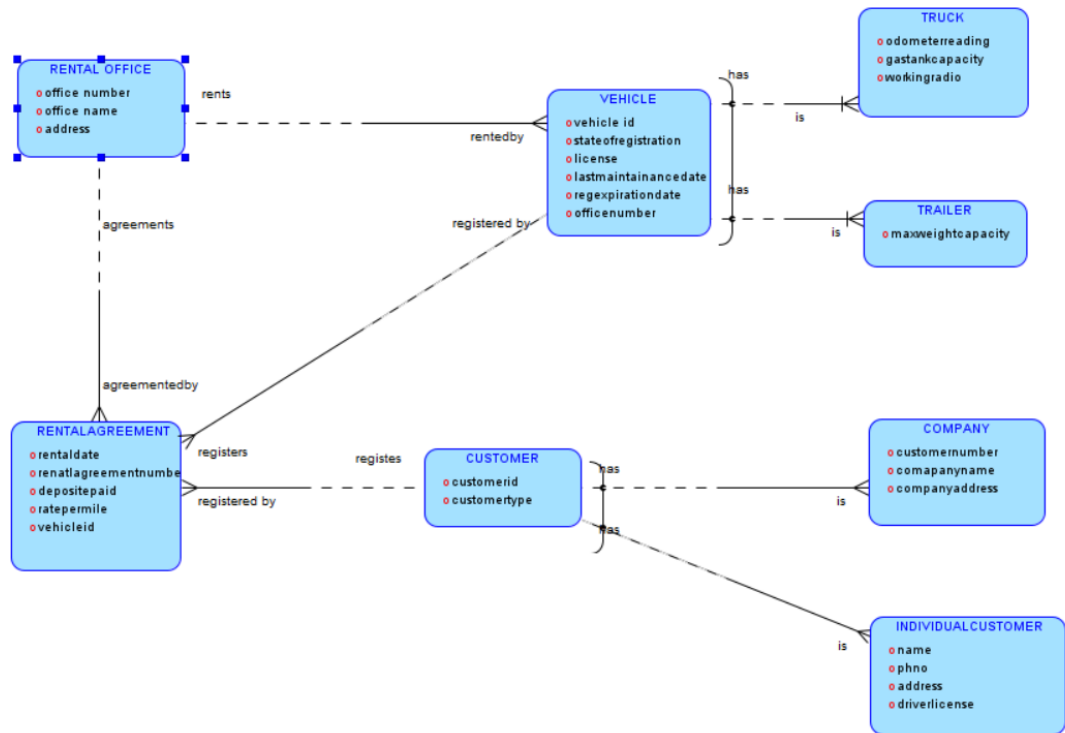 RENTAL OFFICE
office number
office name
address
rents
rentedby
VEHICLE
vehicle id
stateofregistration
license
lastmaintainancedate
regexpirationdate
officenumber
has
is
TRUCK
odometerreading
gastankcapacity
workingradio
has
is
TRAILER
maxweightcapacity
agreements
agreementedby
registered by
registers
RENTALAGREEMENT
rentaldate
renatlagreementnumbe
depositepaid
ratepermile
vehicleid
registered by
registes
CUSTOMER
customerid
customertype
has
is
COMPANY
customernumber
comapanyname
companyaddress
has
is
INDIVIDUALCUSTOMER
name
phno
address
driverlicense